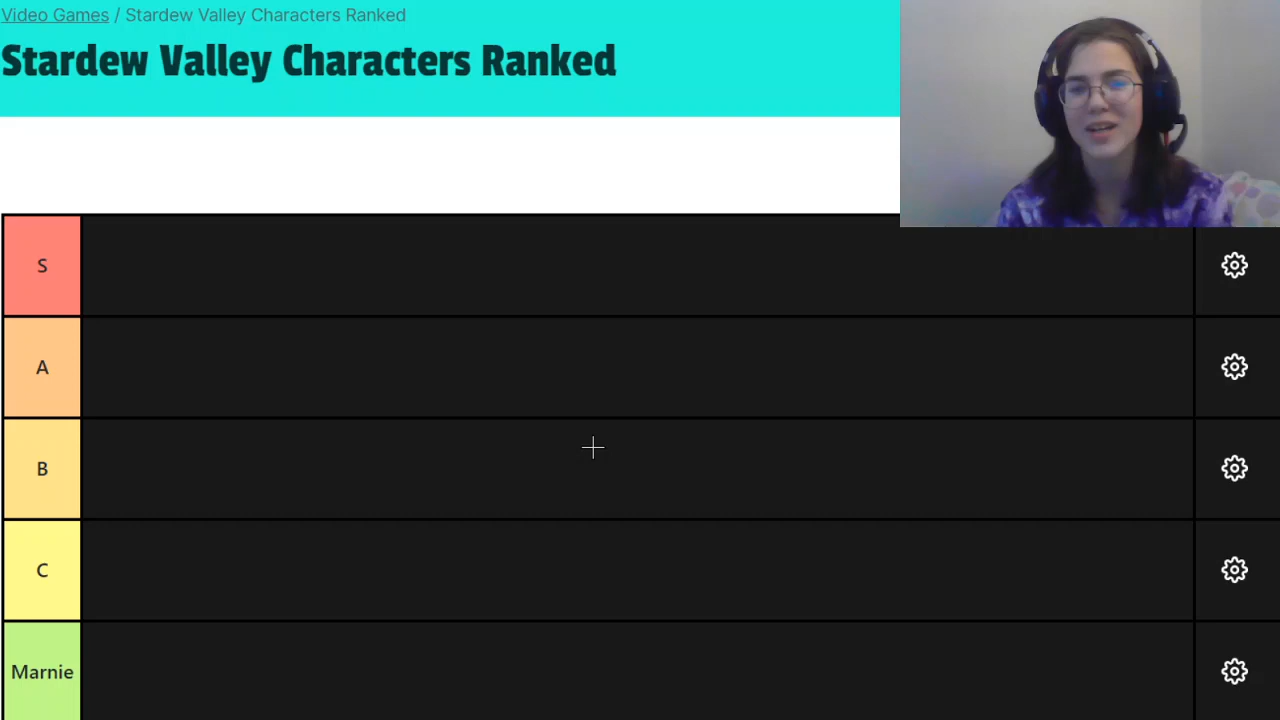 Video Games / Stardew Valley Characters Ranked
Stardew Valley Characters Ranked
S
A
B
C
Marnie